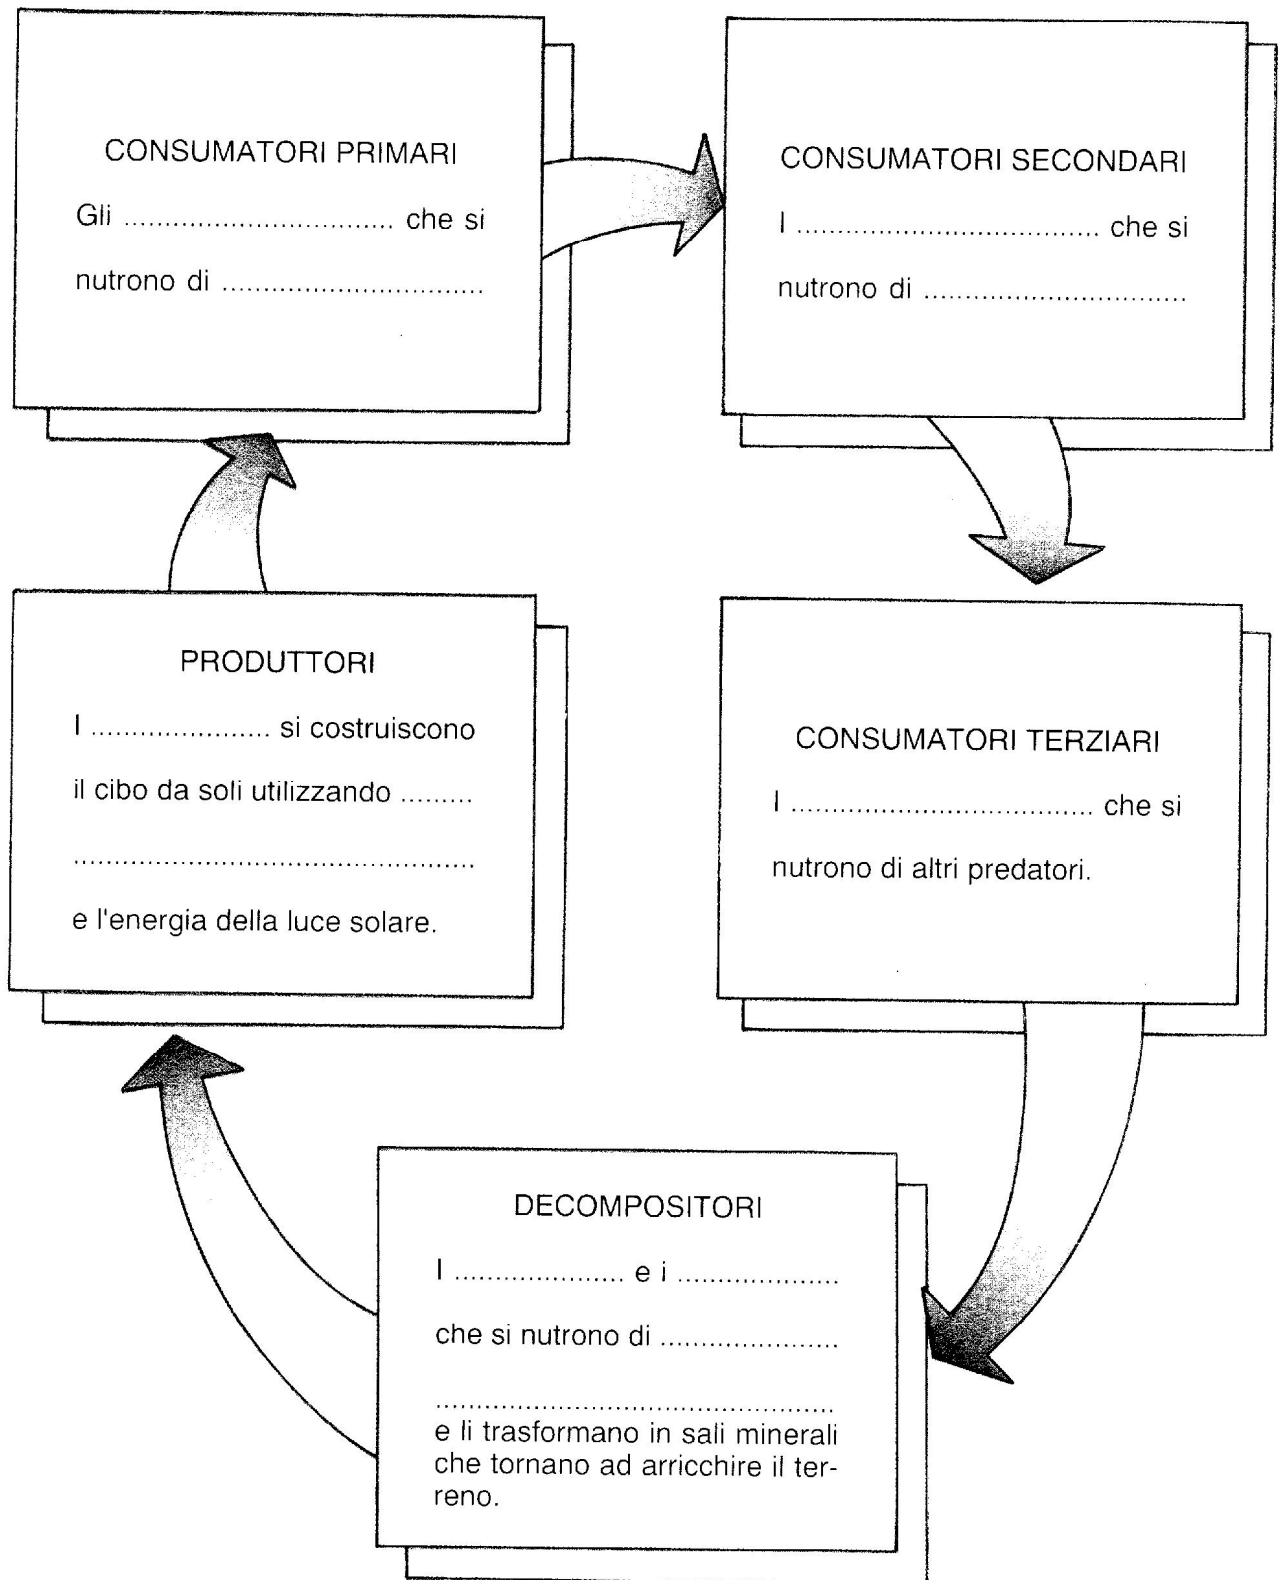 CONSUMATORI PRIMARI
Gli ................................. che si
nutrono di ................................
CONSUMATORI SECONDARI
I ..................................... che si
nutrono di ................................
PRODUTTORI
I ...................... si costruiscono
il cibo da soli utilizzando .........
.................................................
e l'energia della luce solare.
CONSUMATORI TERZIARI
I ..................................... che si
nutrono di altri predatori.
DECOMPOSITORI
I ..................... e i ....................
che si nutrono di ......................
.................................................
e li trasformano in sali minerali
che tornano ad arricchire il ter-
reno.